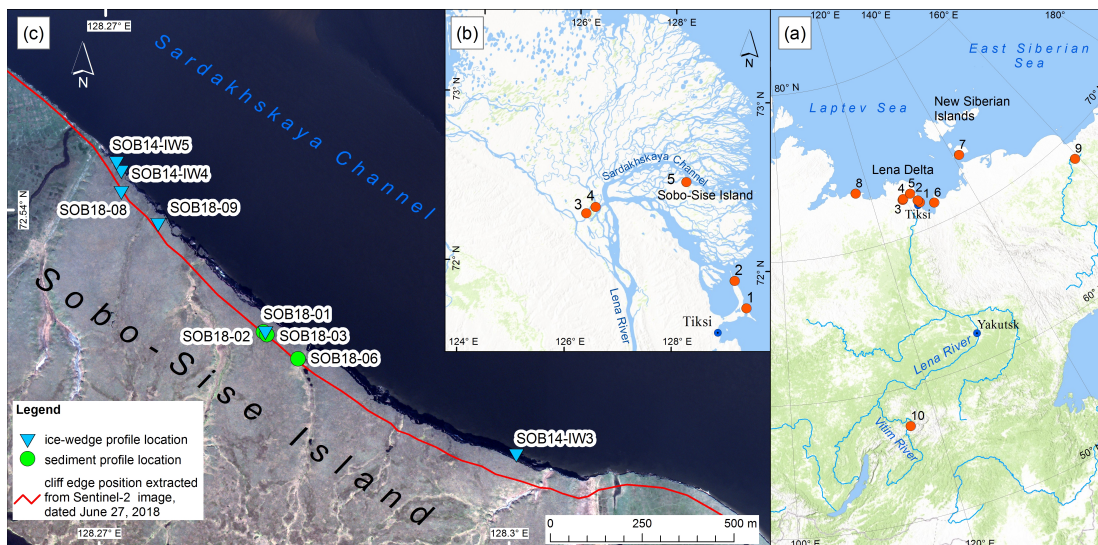 (c)
128.27° E
N
Sardakhskaya Channel
SOB14-IW5
SOB14-IW4
SOB18-08
SOB18-09
72.54° N
SOB18-01
SOB18-02
SOB18-03
SOB18-06
SOB14-IW3
Sobo-Sise Island
Legend
ice-wedge profile location
sediment profile location
cliff edge position extracted
from Sentinel-2 image,
dated June 27, 2018
128.27° E
128.3° E
0 250 500 m
(b)
126° E
128° E
N
73° N
73° N
Sardakhskaya Channel
5
Sobo-Sise Island
4
3
72° N
72° N
2
1
Lena River
Tiksi
124° E
126° E
128° E
(a)
120° E
140° E
160° E
180°
East Siberian
Sea
N
80° N
70° N
Laptev Sea
New Siberian
Islands
7
9
Lena Delta
8
5
4
2
1
6
3
Tiksi
60° N
Yakutsk
Lena River
10
Vitim River
50° N
100° E
120° E